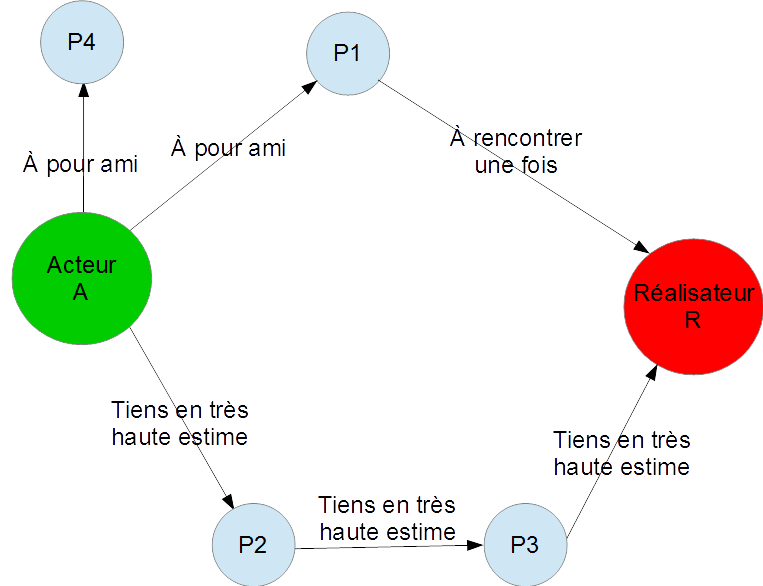 P4
P1
À pour ami
À pour ami
À rencontrer
une fois
Acteur
A
Réalisateur
R
Tiens en très
haute estime
Tiens en très
haute estime
Tiens en très
haute estime
P2
P3